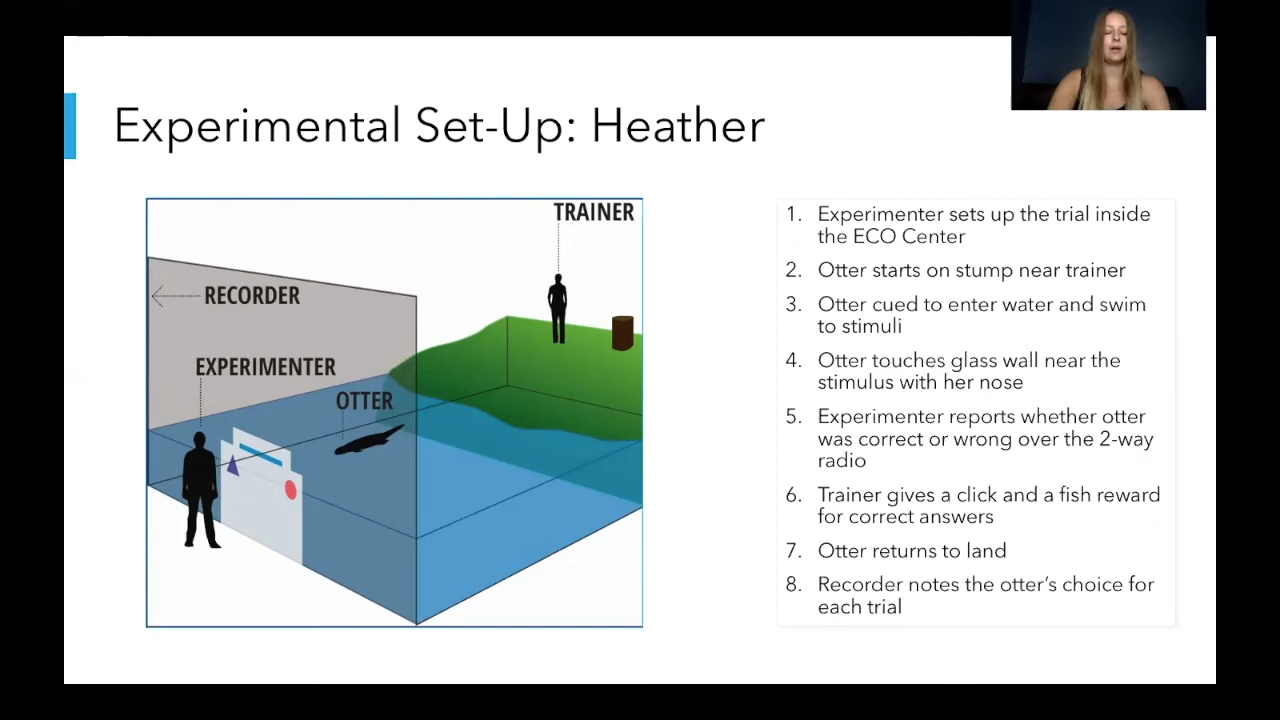 Experimental Set-Up: Heather
TRAINER
RECORDER
EXPERIMENTER
OTTER
1. Experimenter sets up the trial inside
the ECO Center
2. Otter starts on stump near trainer
3. Otter cued to enter water and swim
to stimuli
4. Otter touches glass wall near the
stimulus with her nose
5. Experimenter reports whether otter
was correct or wrong over the 2-way
radio
6. Trainer gives a click and a fish reward
for correct answers
7. Otter returns to land
8. Recorder notes the otter’s choice for
each trial